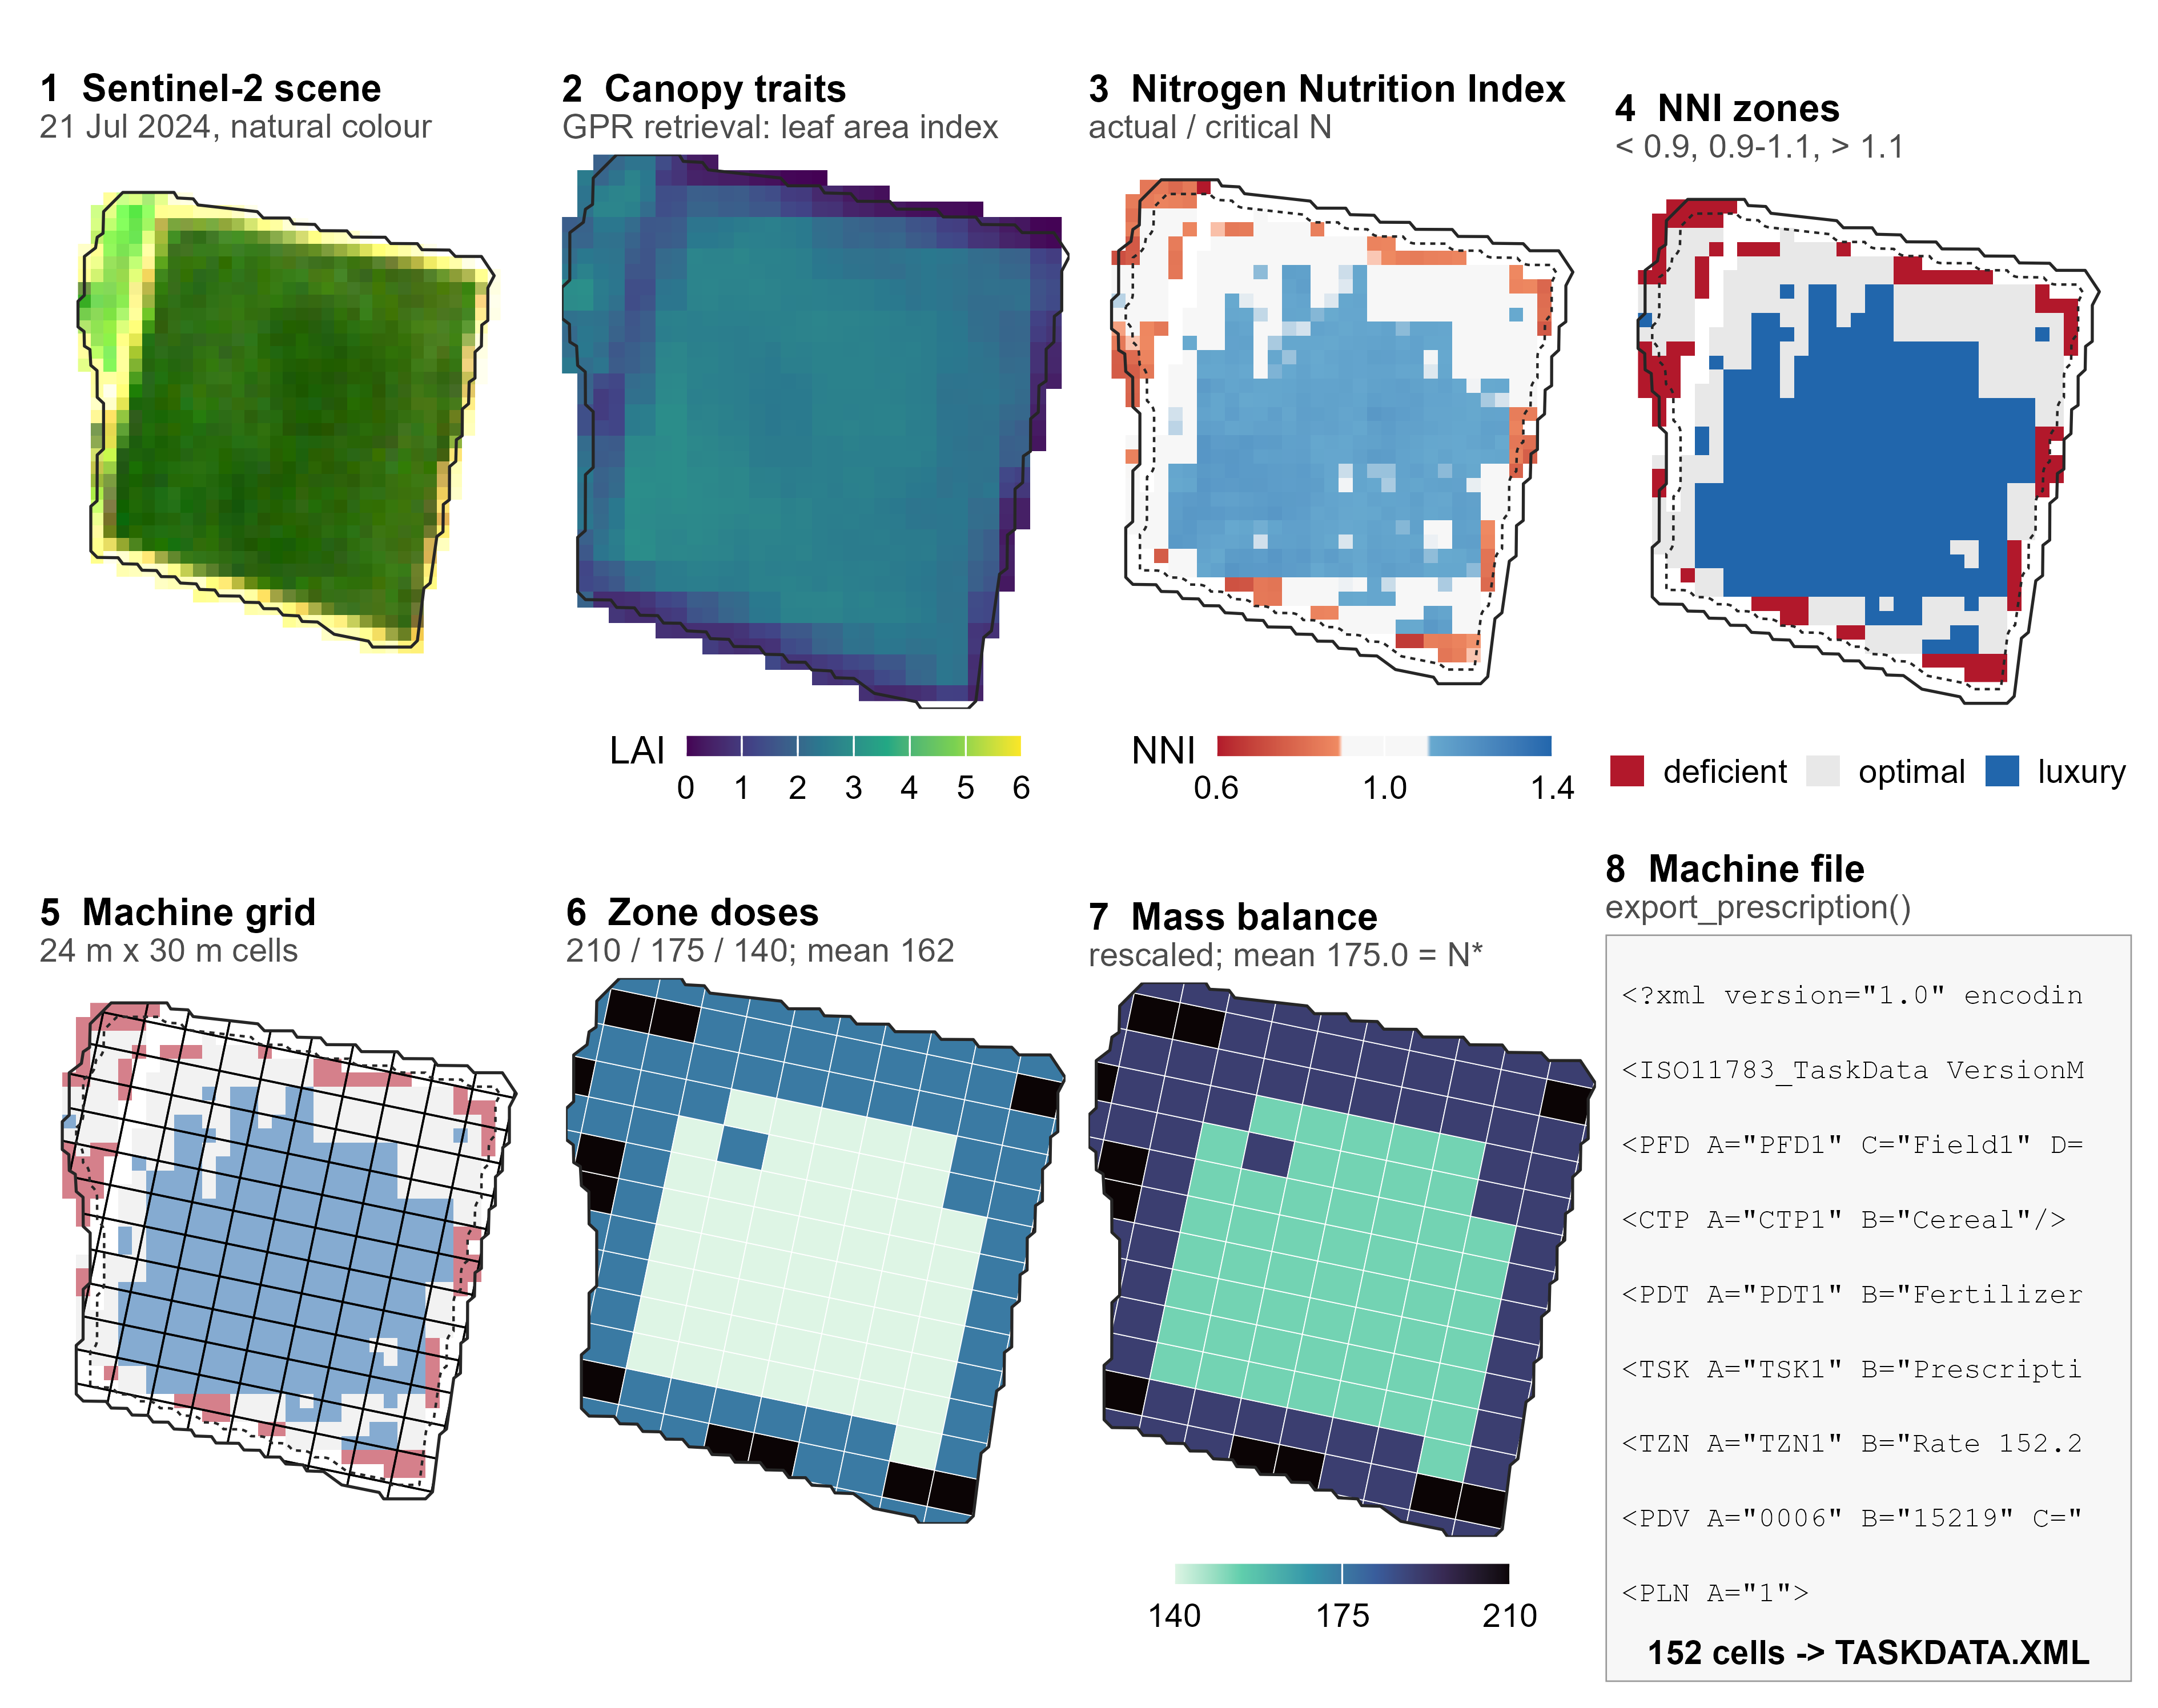 1 Sentinel-2 scene
21 Jul 2024, natural colour
2 Canopy traits
GPR retrieval: leaf area index
LAI
0 1 2 3 4 5 6
3 Nitrogen Nutrition Index
actual / critical N
NNI
0.6 1.0 1.4
4 NNI zones
< 0.9, 0.9-1.1, > 1.1
deficient optimal luxury
5 Machine grid
24 m x 30 m cells
6 Zone doses
210 / 175 / 140; mean 162
7 Mass balance
rescaled; mean 175.0 = N*
140 175 210
8 Machine file
export_prescription()
<?xml version="1.0" encodin
<ISO11783_TaskData VersionM
<PFD A="PFD1" C="Field1" D=
<CTP A="CTP1" B="Cereal"/>
<PDT A="PDT1" B="Fertilizer
<TSK A="TSK1" B="Prescripti
<TZN A="TZN1" B="Rate 152.2
<PDV A="0006" B="15219" C="
<PLN A="1">
152 cells -> TASKDATA.XML